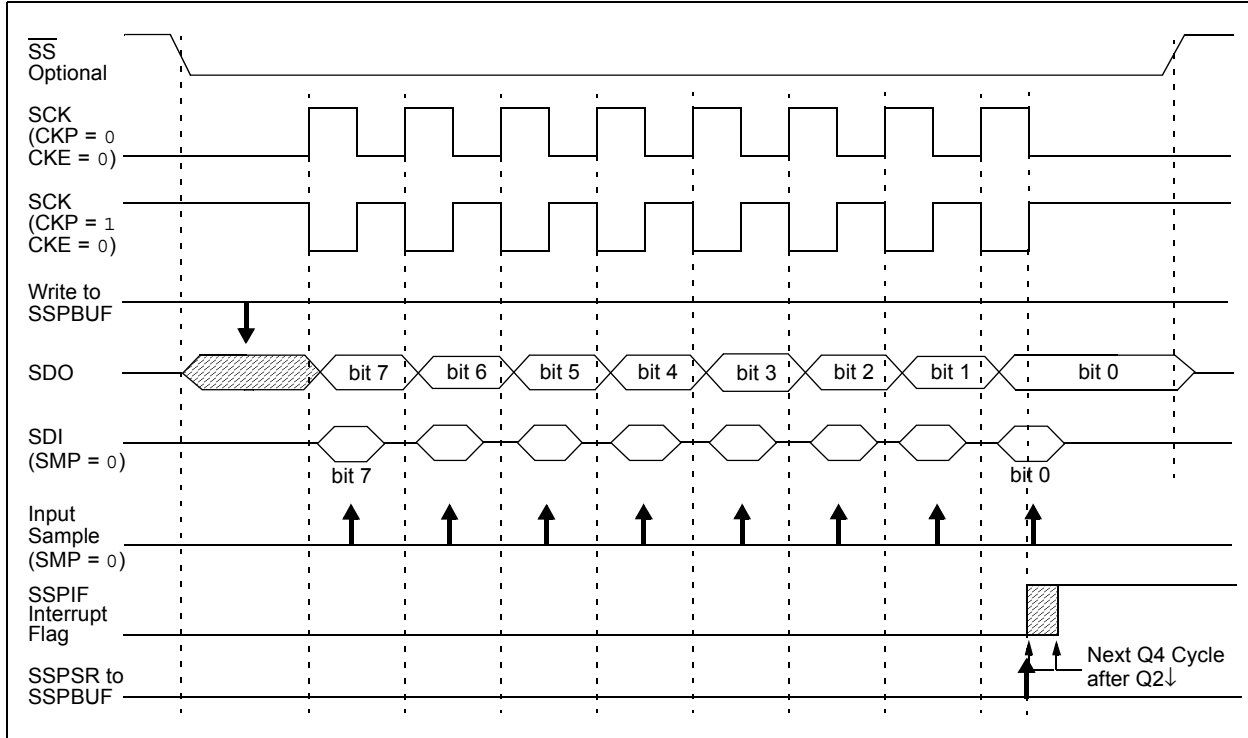 SS
Optional
SCK
(CKP = 0
CKE = 0)
SCK
(CKP = 1
CKE = 0)
Write to
SSPBUF
SDO
bit 7
bit 6
bit 5
bit 4
bit 3
bit 2
bit 1
bit 0
SDI
(SMP = 0)
bit 7
bit 0
Input
Sample
(SMP = 0)
SSPIF
Interrupt
Flag
Next Q4 Cycle
after Q2↓
SSPSR to
SSPBUF